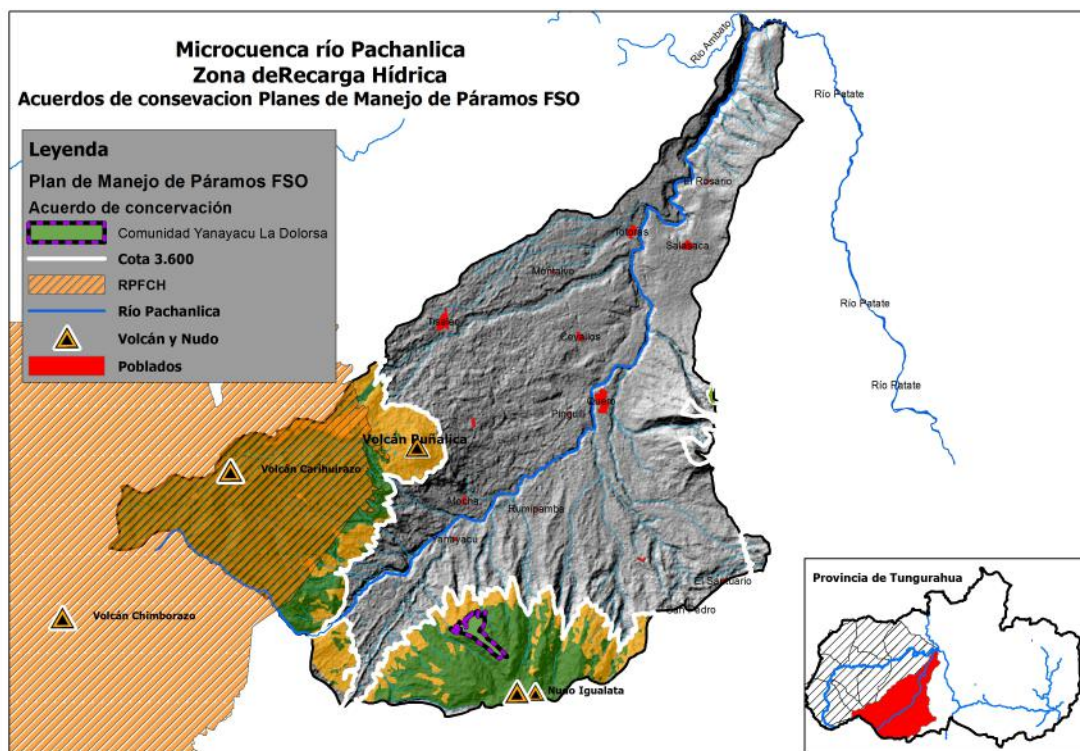 Microcuenca río Pachanlica
Zona deRecarga Hídrica
Acuerdos de consevacion Planes de Manejo de Páramos FSO
Leyenda
Plan de Manejo de Páramos FSO
Acuerdo de concervación
Comunidad Yanayacu La Dolorsa
Cota 3.600
RPFCH
Río Pachanlica
Volcán y Nudo
Poblados
Río Ambato
Río Patate
El Rosario
Totoras
Salasaca
Montalvo
Río Patate
Tisaleo
Cevallos
Río Patate
Quero
Pinguili
Volcán Puñalica
Volcán Carihuirazo
Mocha
Rumipamba
Yanayacu
El Santuario
San Pedro
Volcán Chimborazo
Nudo Igualata
Provincia de Tungurahua